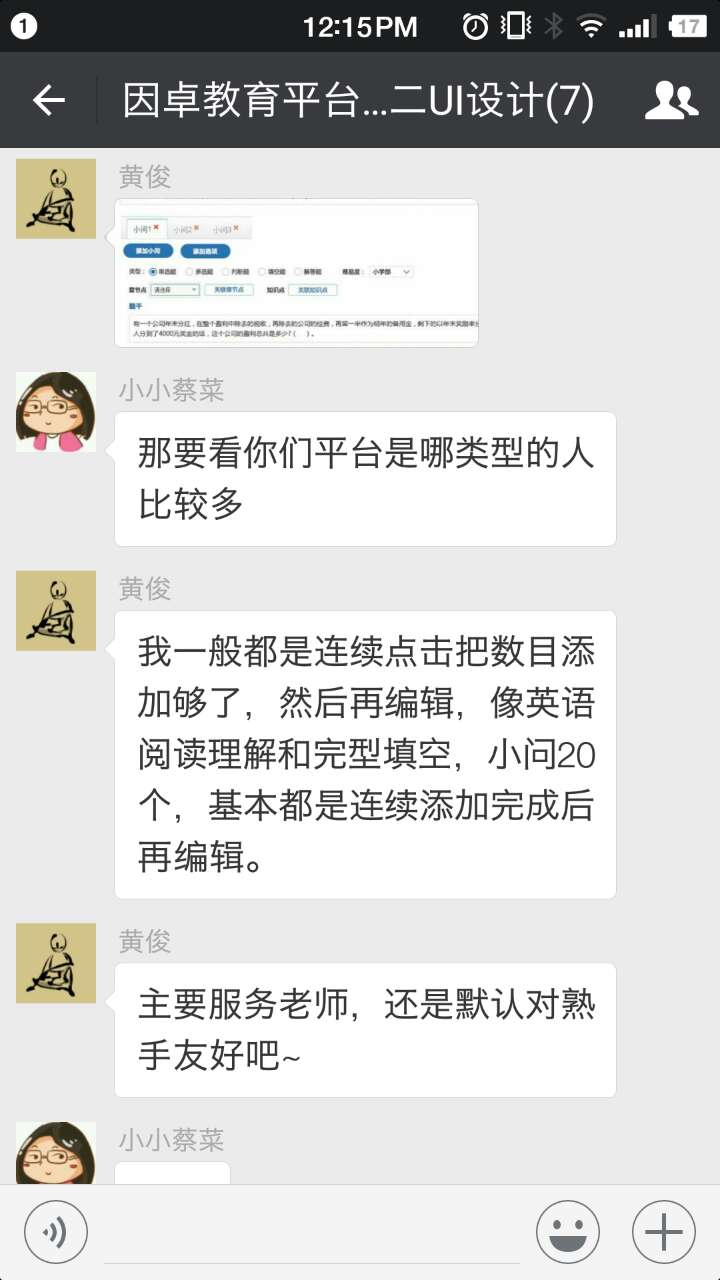 1
12:15PM
17
因卓教育平台...二UI设计(7)
黄俊
小问1 小问2 小问3
添加小问 添加选项
类型： 单选题 多选题 判断题 填空题 解答题 难易度： 小学部
章节点 请选择 关联章节点 知识点 关联知识点
题干
有一个公司年末分红，在整个盈利中除去的税收，再除去的公司的经费，再留一半作为明年的备用金，剩下的以年末奖励来
人分到了4000元奖金的话，这个公司的盈利总共是多少?（ ）。
小小蔡菜
那要看你们平台是哪类型的人
比较多
黄俊
我一般都是连续点击把数目添
加够了，然后再编辑，像英语
阅读理解和完型填空，小问20
个，基本都是连续添加完成后
再编辑。
黄俊
主要服务老师，还是默认对熟
手友好吧~
小小蔡菜